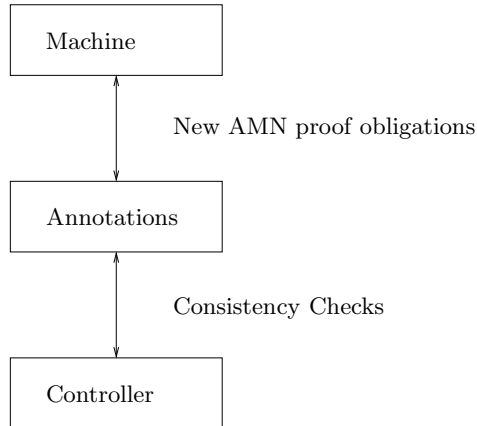 Machine
New AMN proof obligations
Annotations
Consistency Checks
Controller